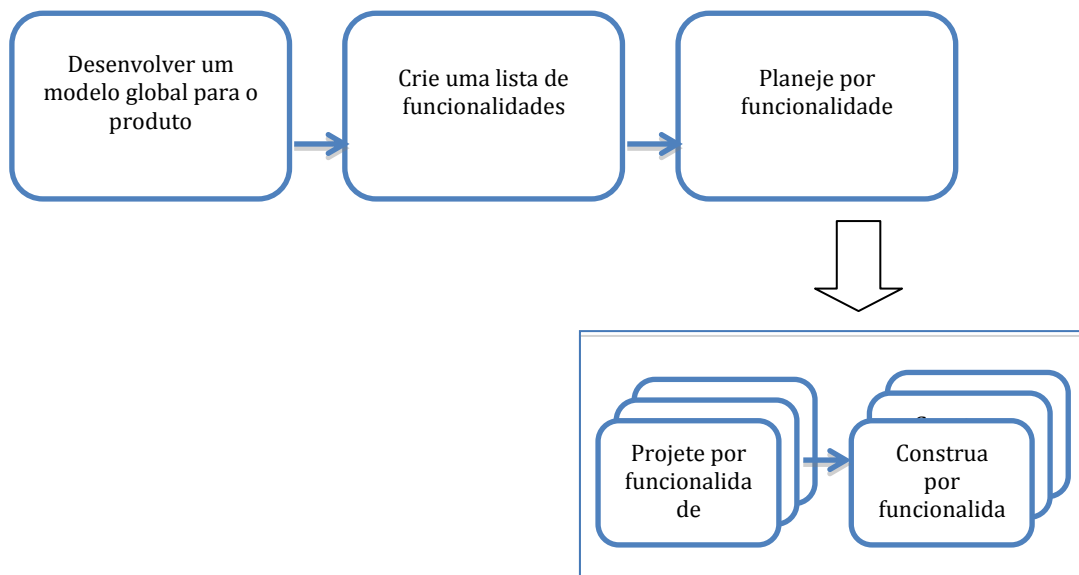 Desenvolver um
modelo global para o
produto
Crie uma lista de
funcionalidades
Planeje por
funcionalidade
Projete por
funcionalida
de
Construa
por
funcionalida